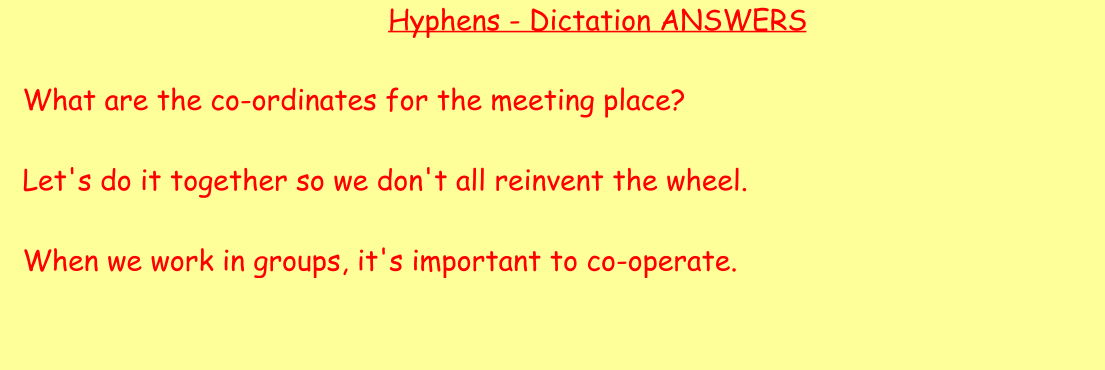 Hyphens - Dictation ANSWERS
What are the co-ordinates for the meeting place?
Let's do it together so we don't all reinvent the wheel.
When we work in groups, it's important to co-operate.